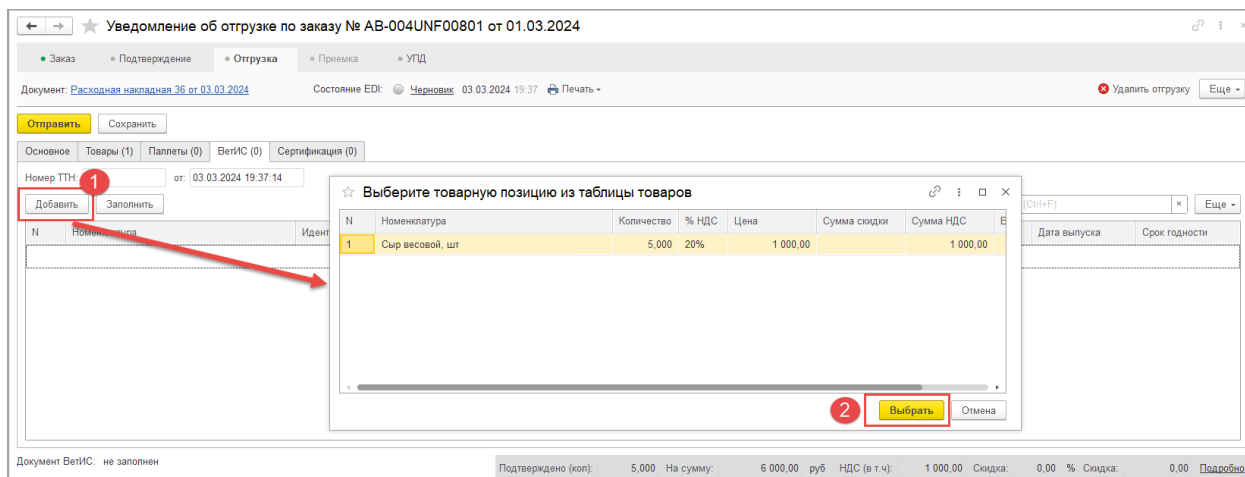 ← → ☆ Уведомление об отгрузке по заказу № AB-004UNF00801 от 01.03.2024
Заказ Подтверждение Отгрузка Приемка УПД
Документ: Расходная накладная 36 от 03.03.2024 Состояние EDI: Черновик 03.03.2024 19:37 Печать Удалить отгрузку Еще
Отправить Сохранить
Основное Товары (1) Паллеты (0) ВетИС (0) Сертификация (0)
Номер ТТН: 1 от: 03.03.2024 19:37:14
Добавить Заполнить (Ctrl+F) × Еще
N Номенклатура Идент Дата выпуска Срок годности
Выберите товарную позицию из таблицы товаров
N Номенклатура Количество % НДС Цена Сумма скидки Сумма НДС
1 Сыр весовой, шт 5,000 20% 1 000,00 1 000,00
2 Выбрать Отмена
Документ ВетИС: не заполнен
Подтверждено (кол): 5,000 На сумму: 6 000,00 руб НДС (в т.ч): 1 000,00 Скидка: 0,00 % Скидка: 0,00 Подробно